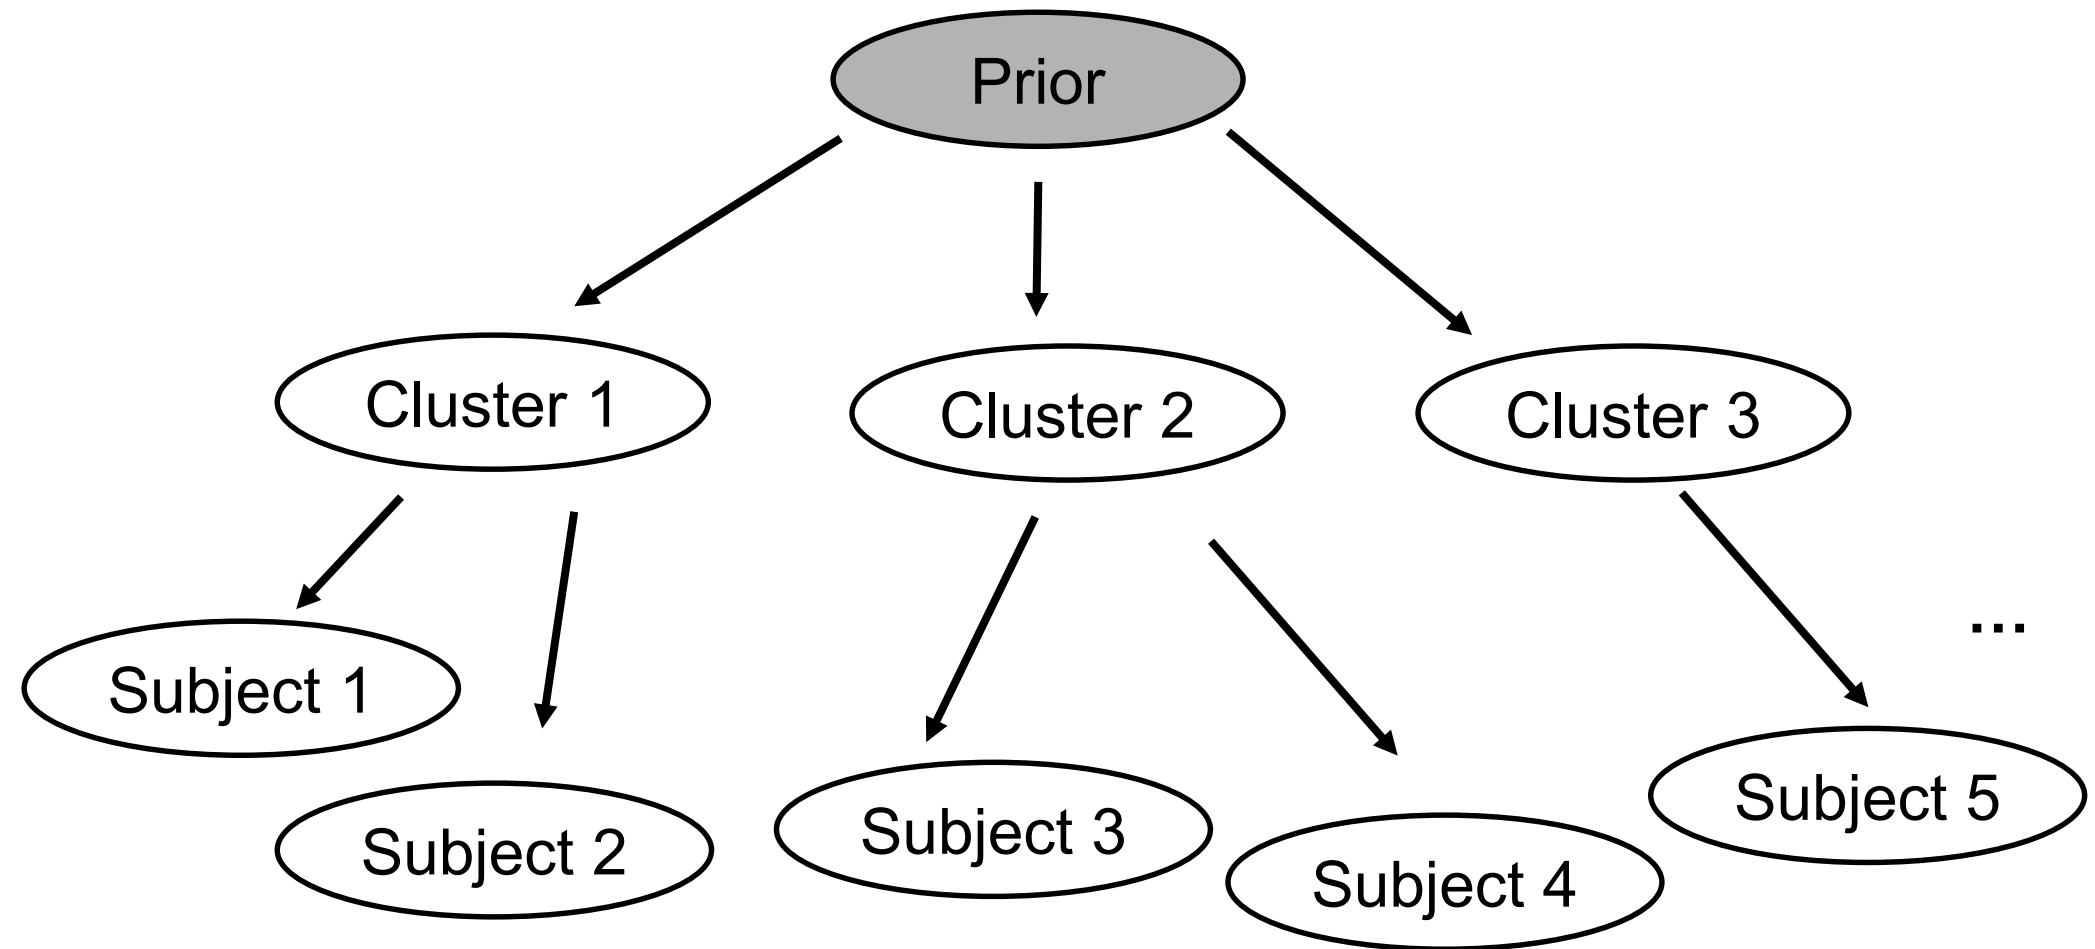 Prior
Cluster 1
Cluster 2
Cluster 3
...
Subject 1
Subject 2
Subject 3
Subject 4
Subject 5